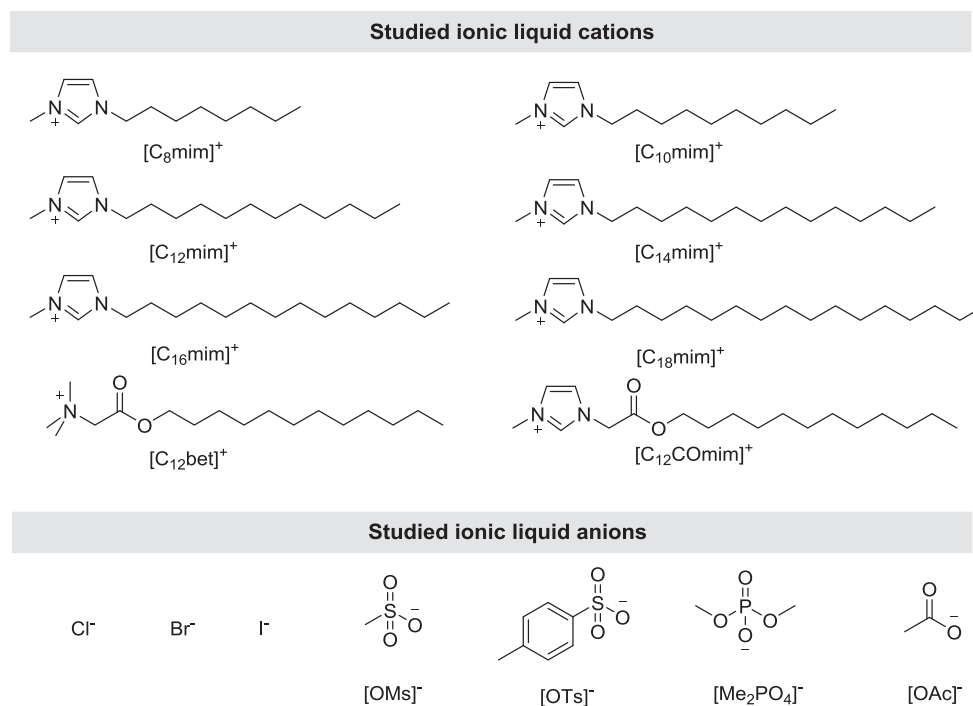 Studied ionic liquid cations
N + N
[C₈mim]⁺
N + N
[C₁₀mim]⁺
N + N
[C₁₂mim]⁺
N + N
[C₁₄mim]⁺
N + N
[C₁₆mim]⁺
N + N
[C₁₈mim]⁺
+ N O O
[C₁₂bet]⁺
N + N O O
[C₁₂COmim]⁺
Studied ionic liquid anions
Cl⁻
Br⁻
I⁻
O S O⁻ O
[OMs]⁻
O S O⁻ O
[OTs]⁻
O O P O O⁻
[Me₂PO₄]⁻
O O⁻
[OAc]⁻